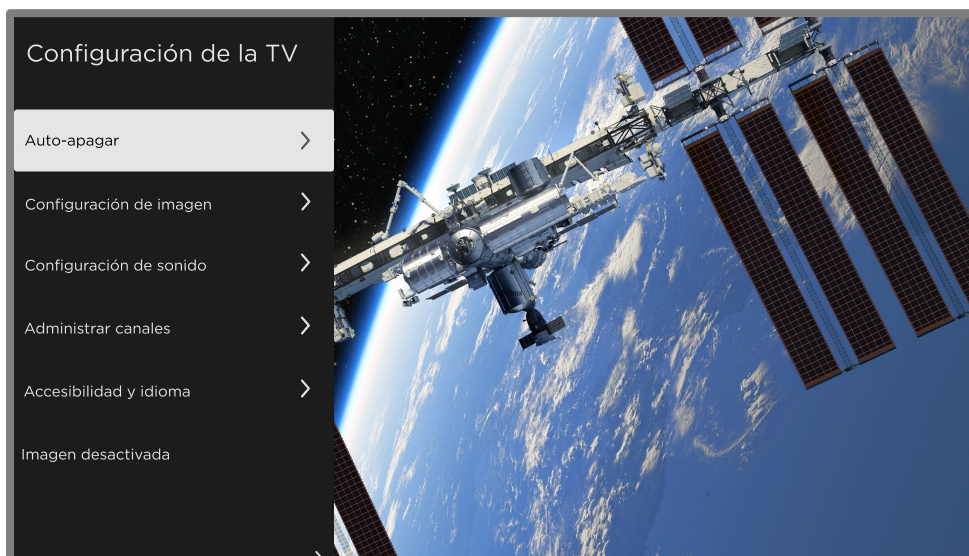 Configuración de la TV
Auto-apagar
Configuración de imagen
Configuración de sonido
Administrar canales
Accesibilidad y idioma
Imagen desactivada